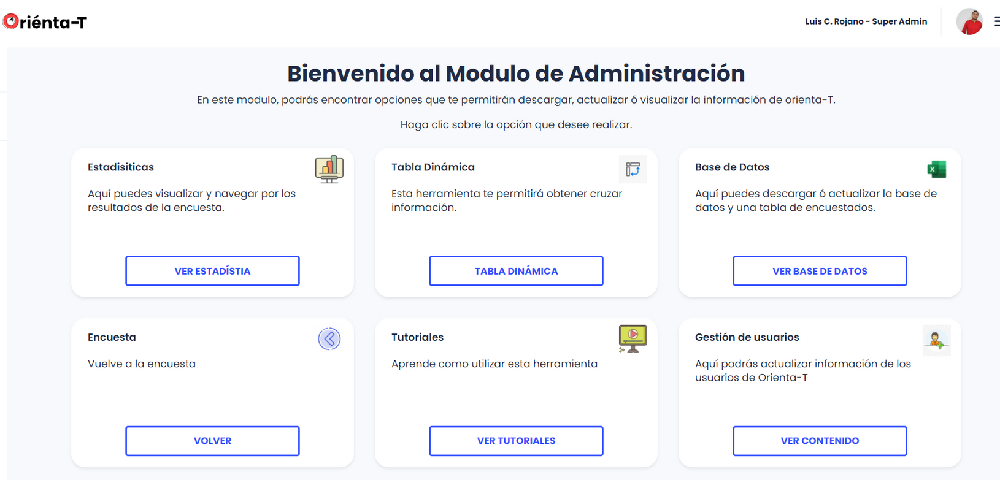 Oriénta-T
Luis C. Rojano - Super Admin
Bienvenido al Modulo de Administración
En este modulo, podrás encontrar opciones que te permitirán descargar, actualizar ó visualizar la información de orienta-T.
Haga clic sobre la opción que desee realizar.
Estadisiticas
Aquí puedes visualizar y navegar por los
resultados de la encuesta.
VER ESTADÍSTIA
Tabla Dinámica
Esta herramienta te permitirá obtener cruzar
información.
TABLA DINÁMICA
Base de Datos
X
Aquí puedes descargar ó actualizar la base de
datos y una tabla de encuestados.
VER BASE DE DATOS
Encuesta
Vuelve a la encuesta
VOLVER
Tutoriales
Aprende como utilizar esta herramienta
VER TUTORIALES
Gestión de usuarios
Aquí podrás actualizar información de los
usuarios de Orienta-T
VER CONTENIDO